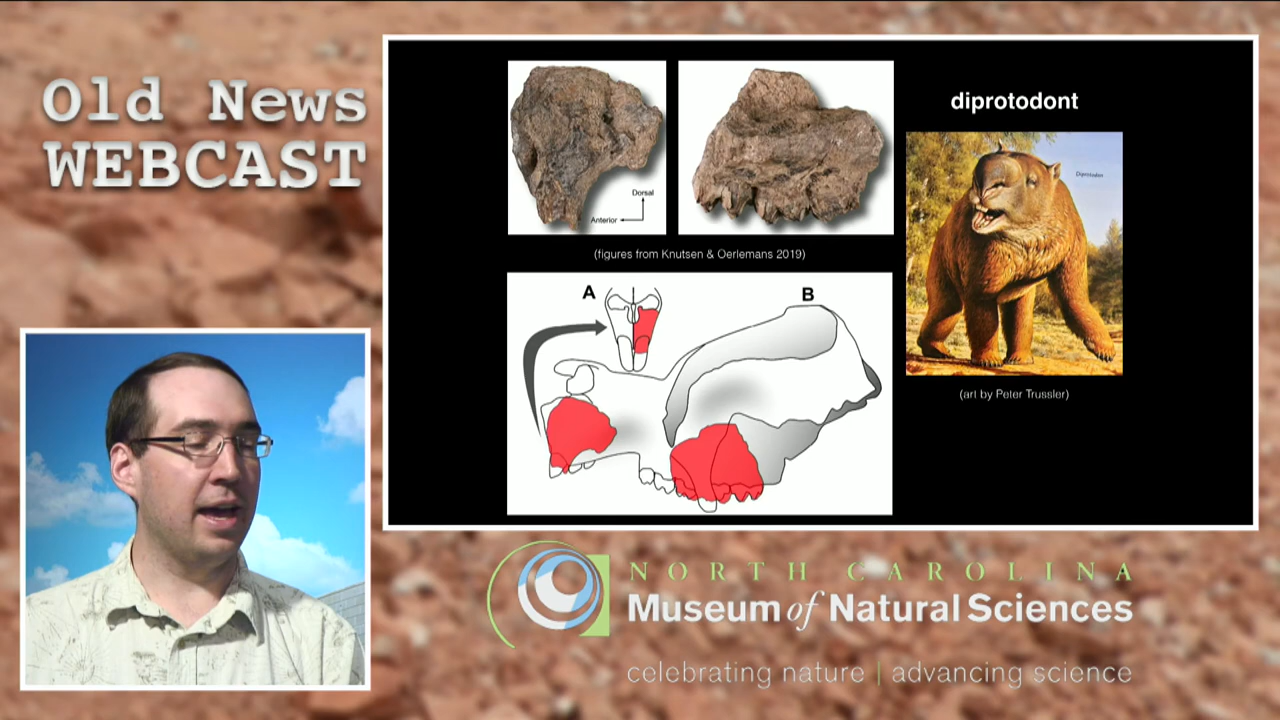 Old News
WEBCAST
diprotodont
Dorsal
Anterior
Diprotodon
(figures from Knutsen & Oerlemans 2019)
A
B
(art by Peter Trussler)
NORTH CAROLINA
Museum of Natural Sciences
celebrating nature | advancing science